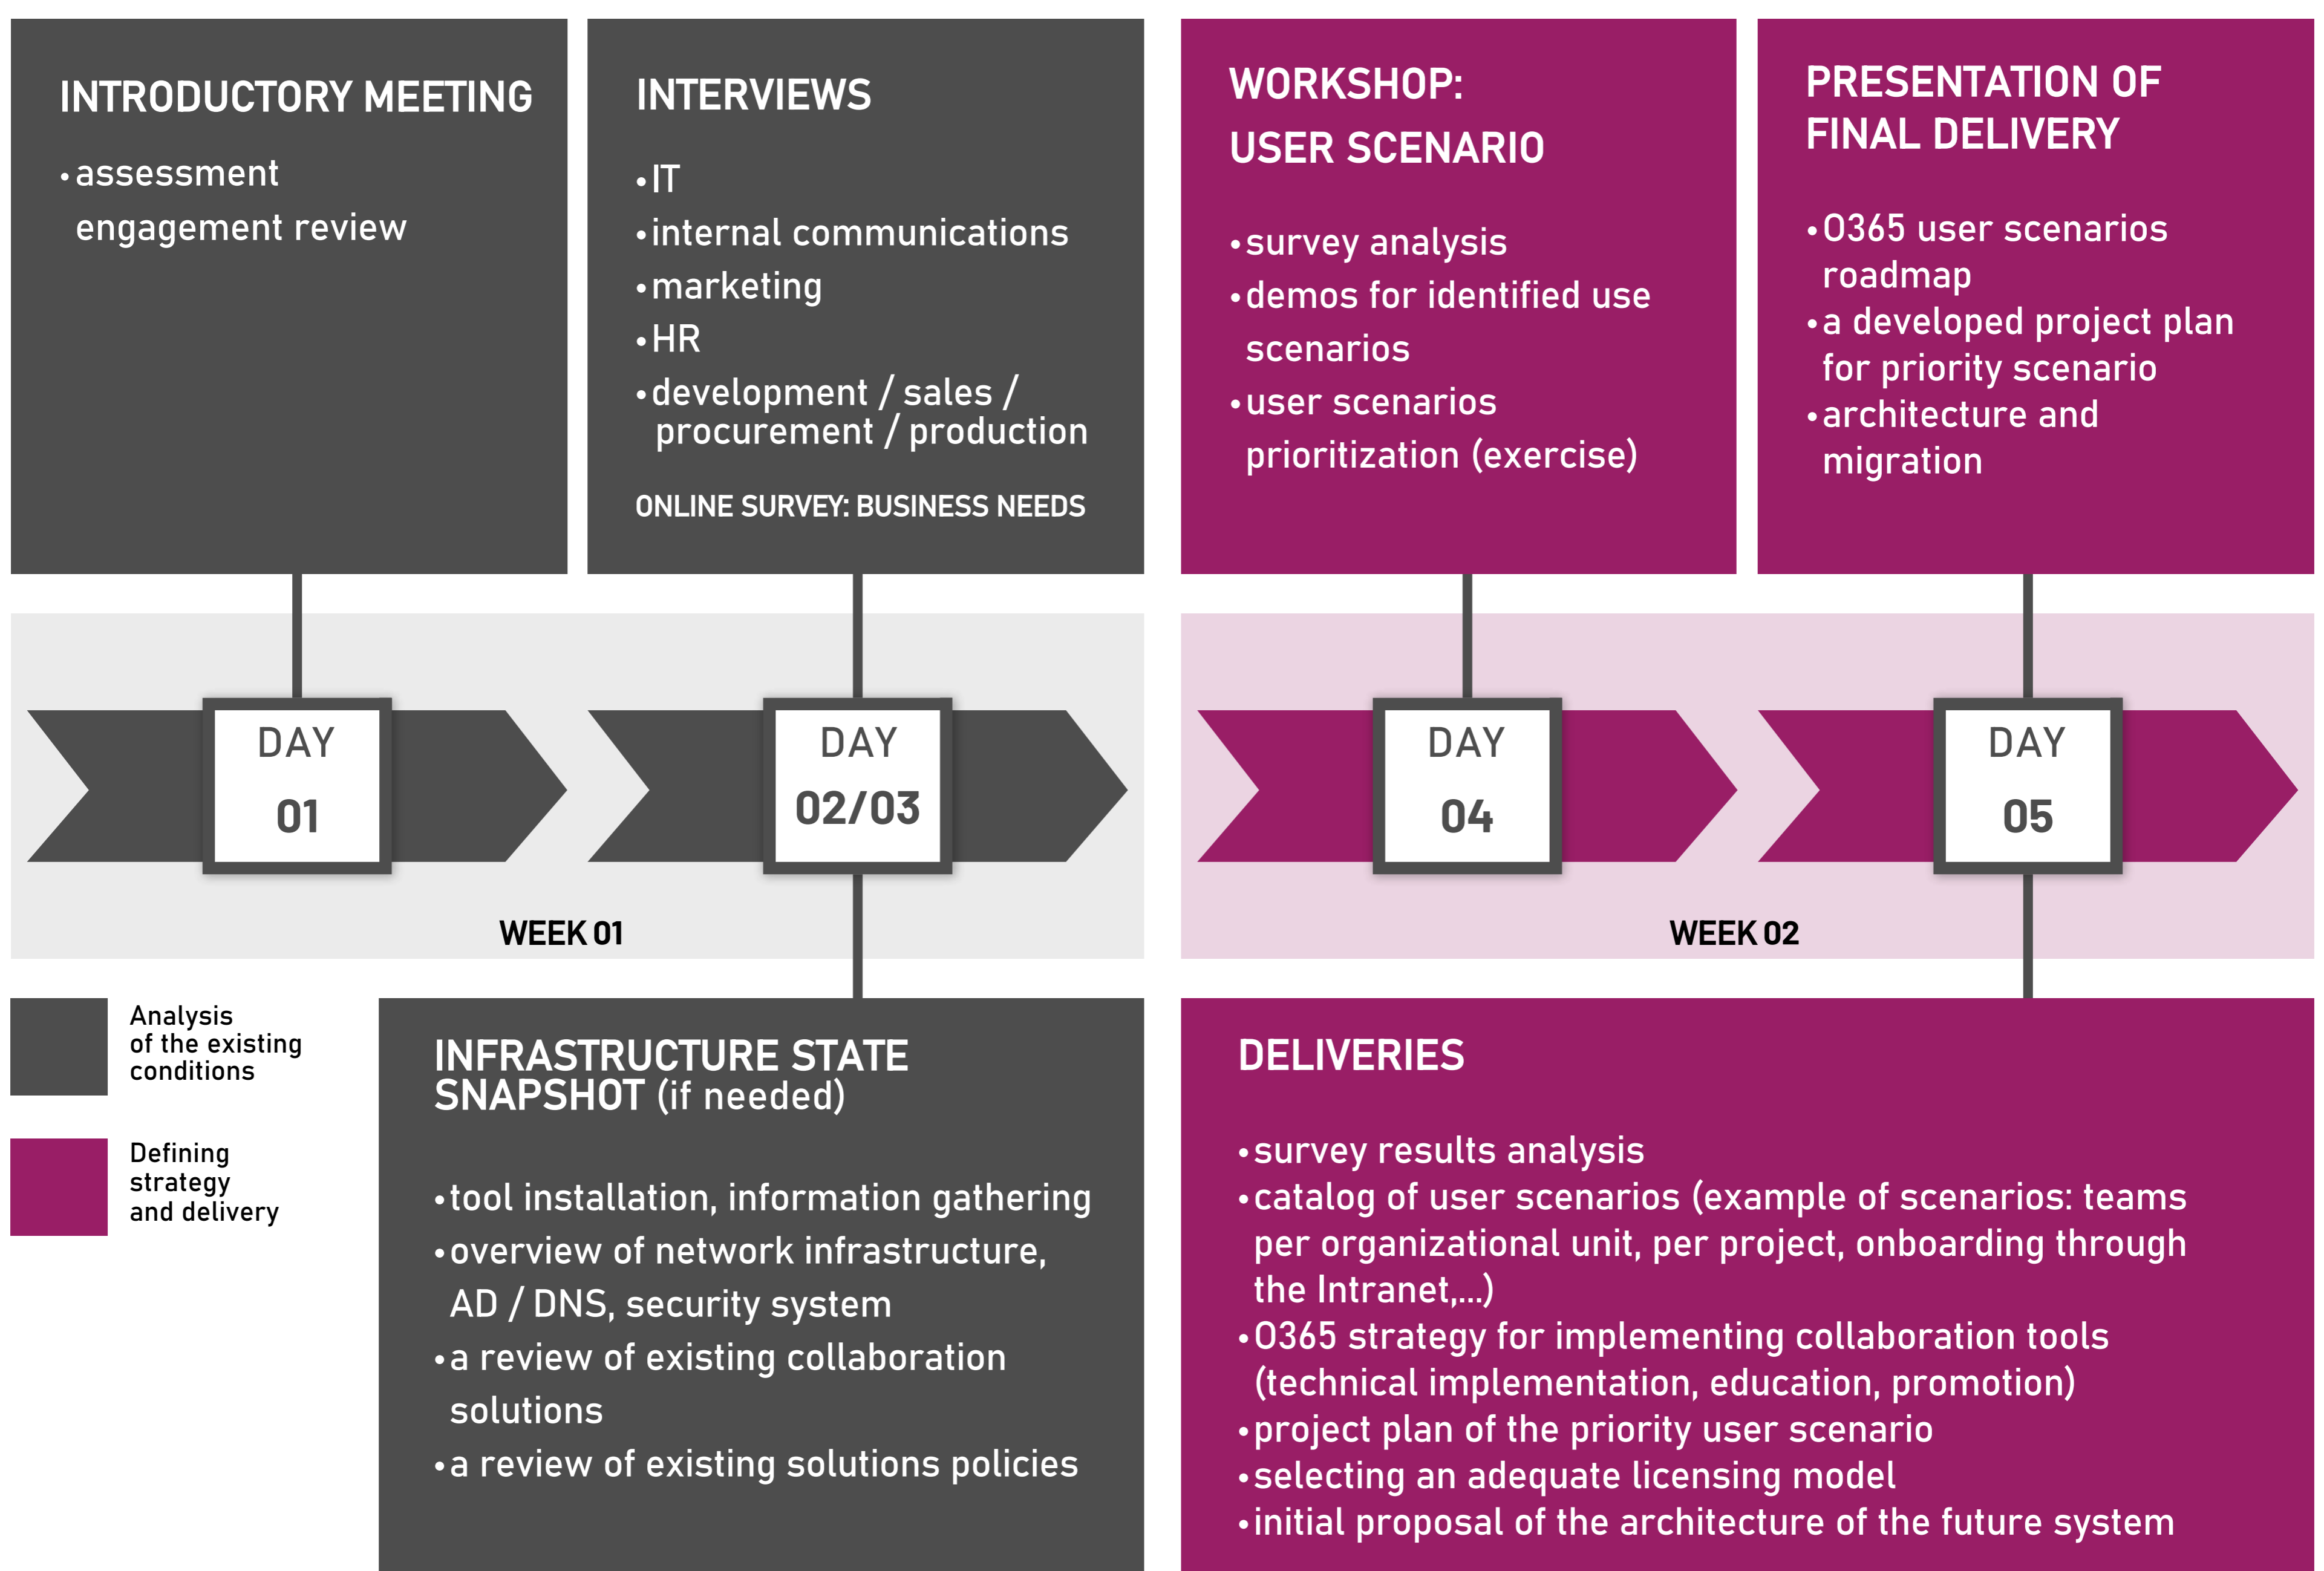 INTRODUCTORY MEETING
• assessment
engagement review
INTERVIEWS
• IT
• internal communications
• marketing
• HR
• development / sales /
procurement / production
ONLINE SURVEY: BUSINESS NEEDS
WORKSHOP:
USER SCENARIO
• survey analysis
• demos for identified use
scenarios
• user scenarios
prioritization (exercise)
PRESENTATION OF
FINAL DELIVERY
• O365 user scenarios
roadmap
• a developed project plan
for priority scenario
• architecture and
migration
DAY
01
DAY
02/03
WEEK 01
DAY
04
DAY
05
WEEK 02
Analysis
of the existing
conditions
Defining
strategy
and delivery
INFRASTRUCTURE STATE
SNAPSHOT (if needed)
• tool installation, information gathering
• overview of network infrastructure,
AD / DNS, security system
• a review of existing collaboration
solutions
• a review of existing solutions policies
DELIVERIES
• survey results analysis
• catalog of user scenarios (example of scenarios: teams
per organizational unit, per project, onboarding through
the Intranet,...)
• O365 strategy for implementing collaboration tools
(technical implementation, education, promotion)
• project plan of the priority user scenario
• selecting an adequate licensing model
• initial proposal of the architecture of the future system